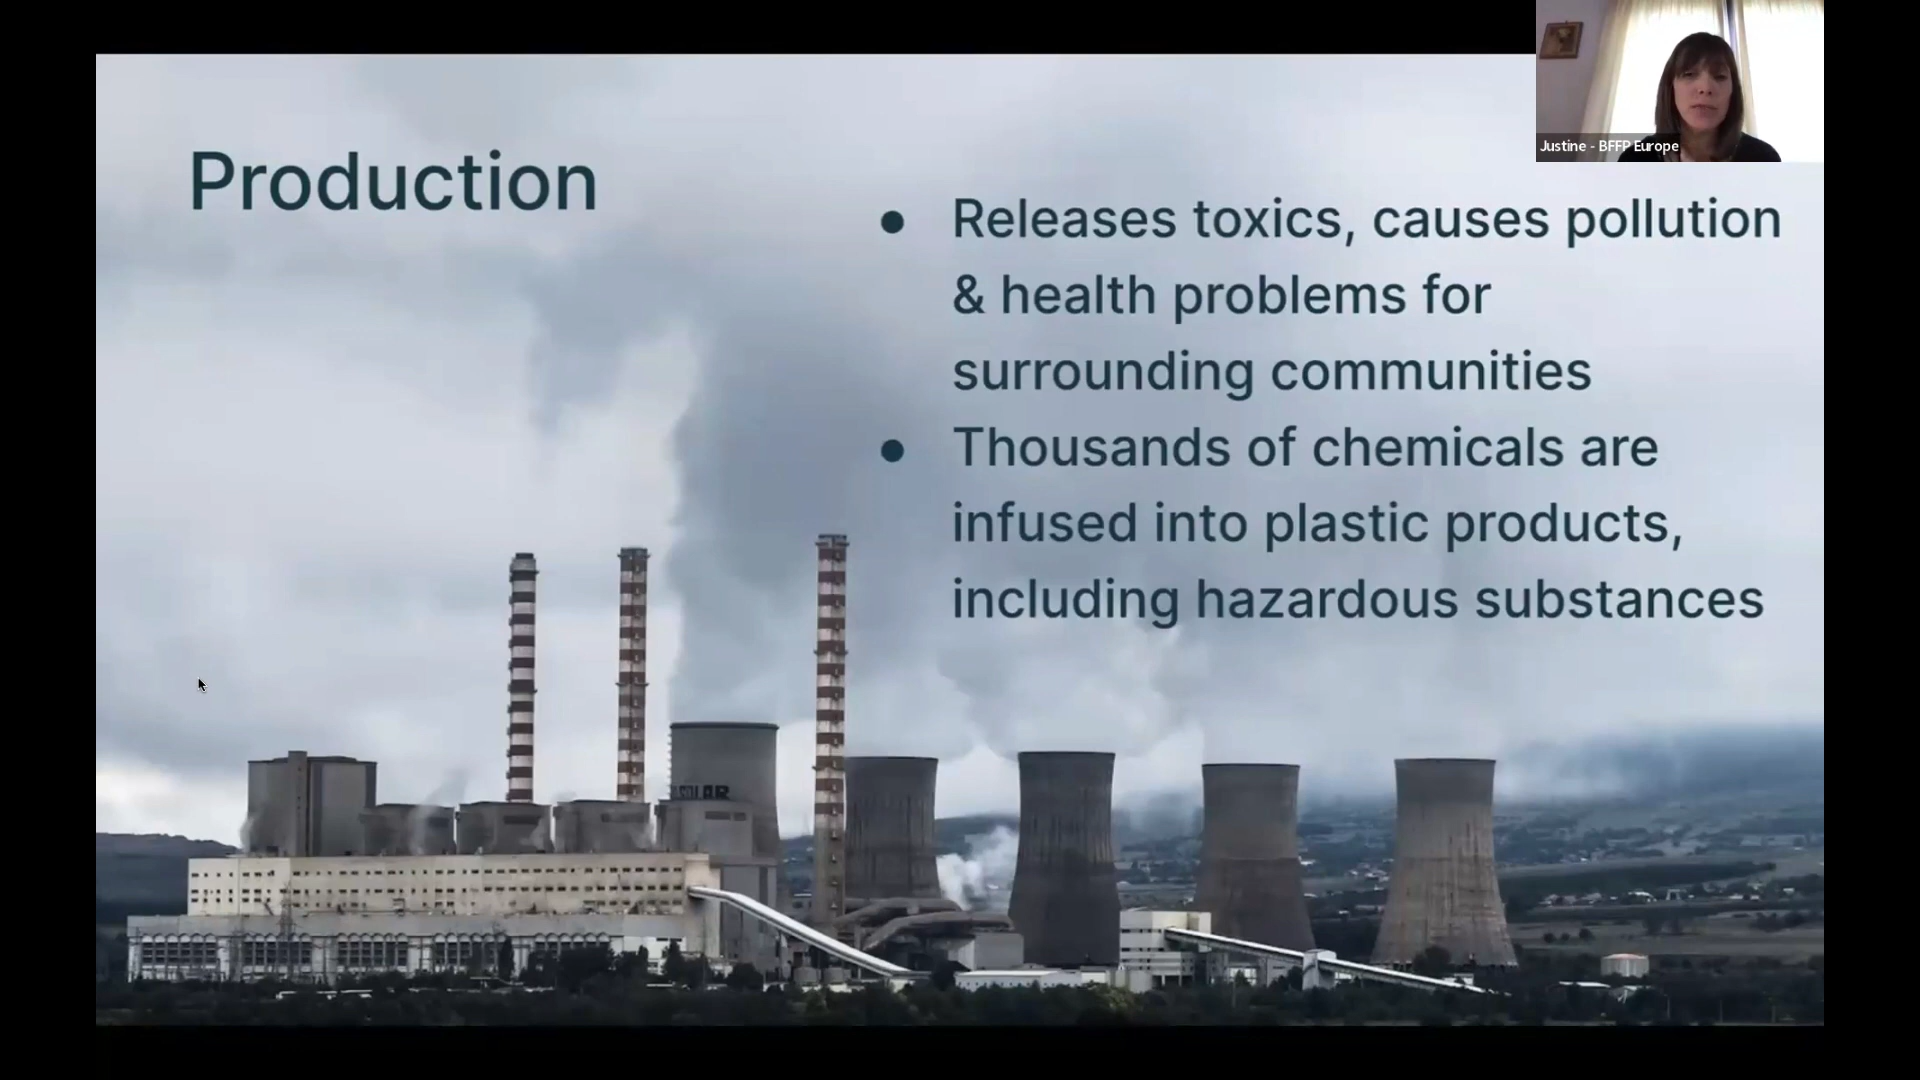 Justine - BFFP Europe
Production
● Releases toxics, causes pollution
& health problems for
surrounding communities
● Thousands of chemicals are
infused into plastic products,
including hazardous substances